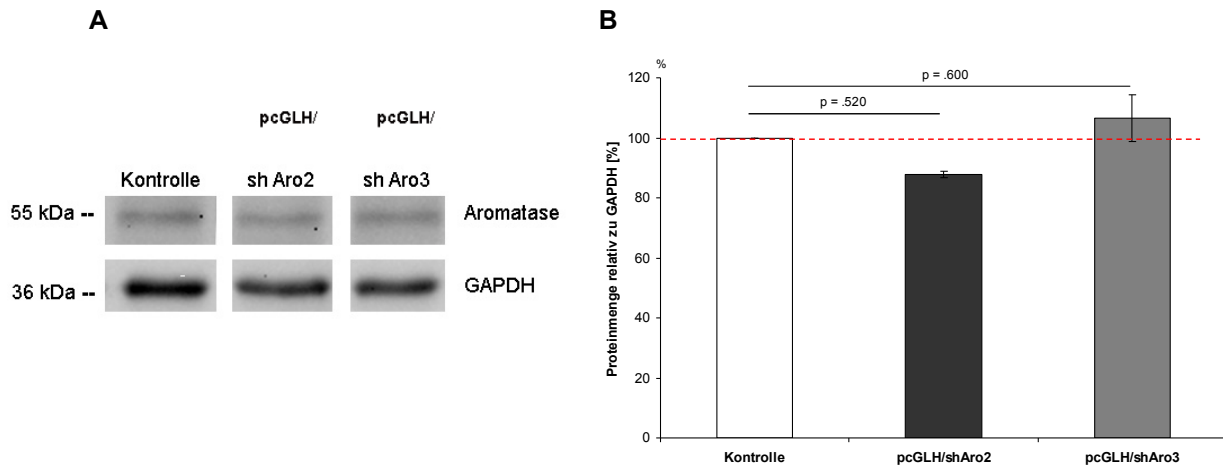 A
pcGLH/ pcGLH/
Kontrolle sh Aro2 sh Aro3
55 kDa -- Aromatase
36 kDa -- GAPDH
B
%
120
100
80
60
40
20
0
Proteinmenge relativ zu GAPDH [%]
p = .600
p = .520
Kontrolle pcGLH/shAro2 pcGLH/shAro3